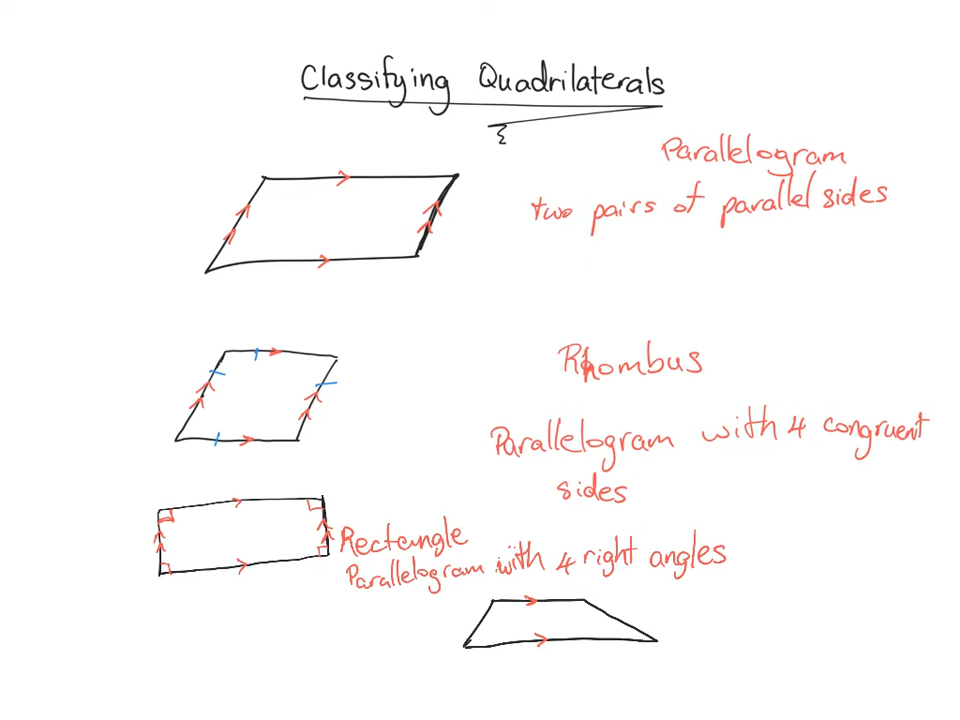 Classifying Quadrilaterals
Parallelogram
two pairs of parallel sides
Rhombus
Parallelogram with 4 congruent
sides
Rectangle
Parallelogram with 4 right angles